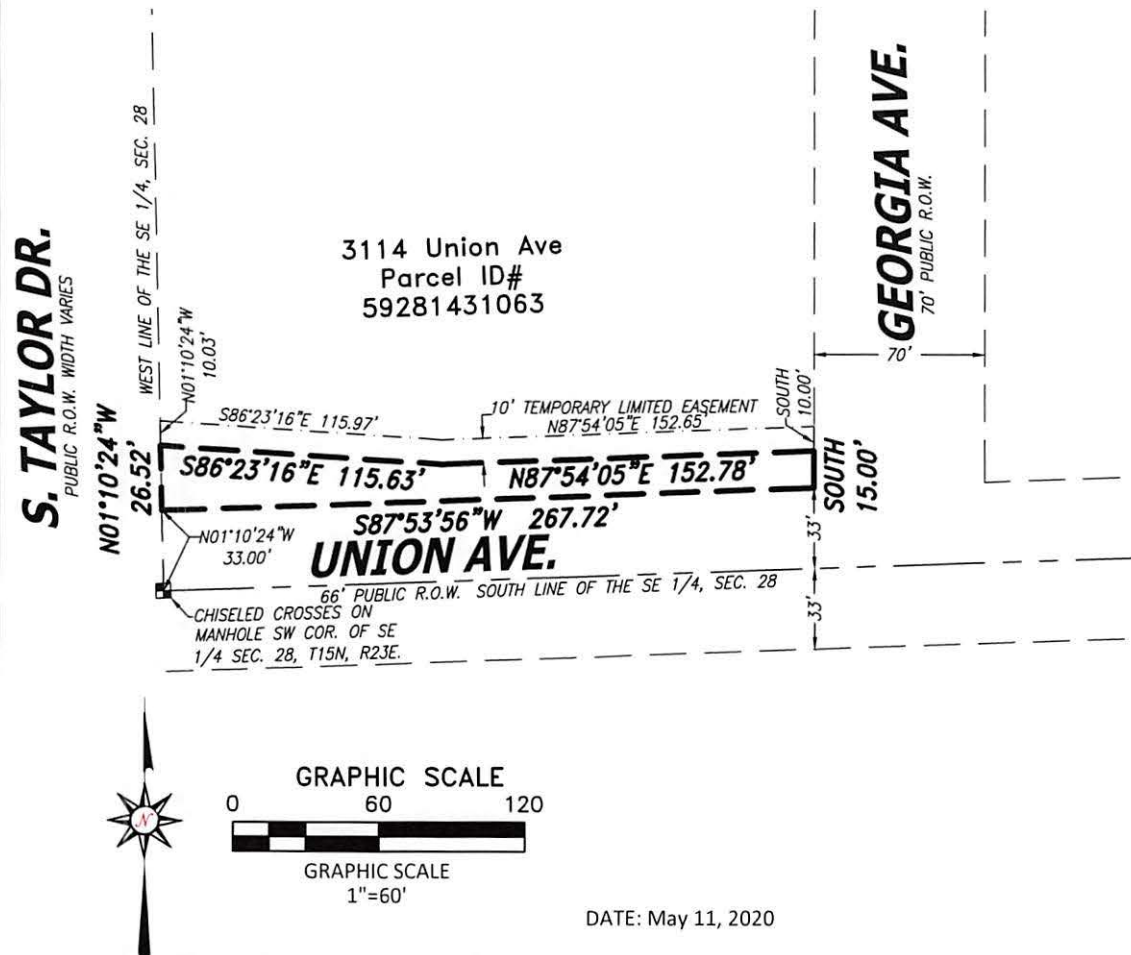 S. TAYLOR DR.
PUBLIC R.O.W. WIDTH VARIES
WEST LINE OF THE SE 1/4, SEC. 28
3114 Union Ave
Parcel ID#
59281431063
GEORGIA AVE.
70' PUBLIC R.O.W.
70'
N01°10'24"W
10.03'
S86°23'16"E 115.97'
10' TEMPORARY LIMITED EASEMENT
N87°54'05"E 152.65'
SOUTH
10.00'
N01°10'24"W
26.52'
S86°23'16"E 115.63'
N87°54'05"E 152.78'
SOUTH
15.00'
S87°53'56"W 267.72'
N01°10'24"W
33.00'
UNION AVE.
33'
66' PUBLIC R.O.W. SOUTH LINE OF THE SE 1/4, SEC. 28
33'
CHISELED CROSSES ON
MANHOLE SW COR. OF SE
1/4 SEC. 28, T15N, R23E.
N
GRAPHIC SCALE
0 60 120
GRAPHIC SCALE
1"=60'
DATE: May 11, 2020